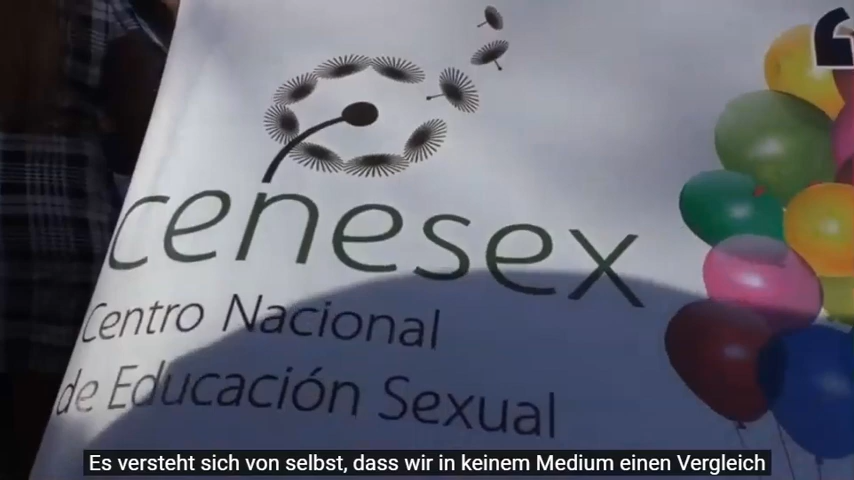 cenesex
Centro Nacional
de Educación Sexual
Es versteht sich von selbst, dass wir in keinem Medium einen Vergleich